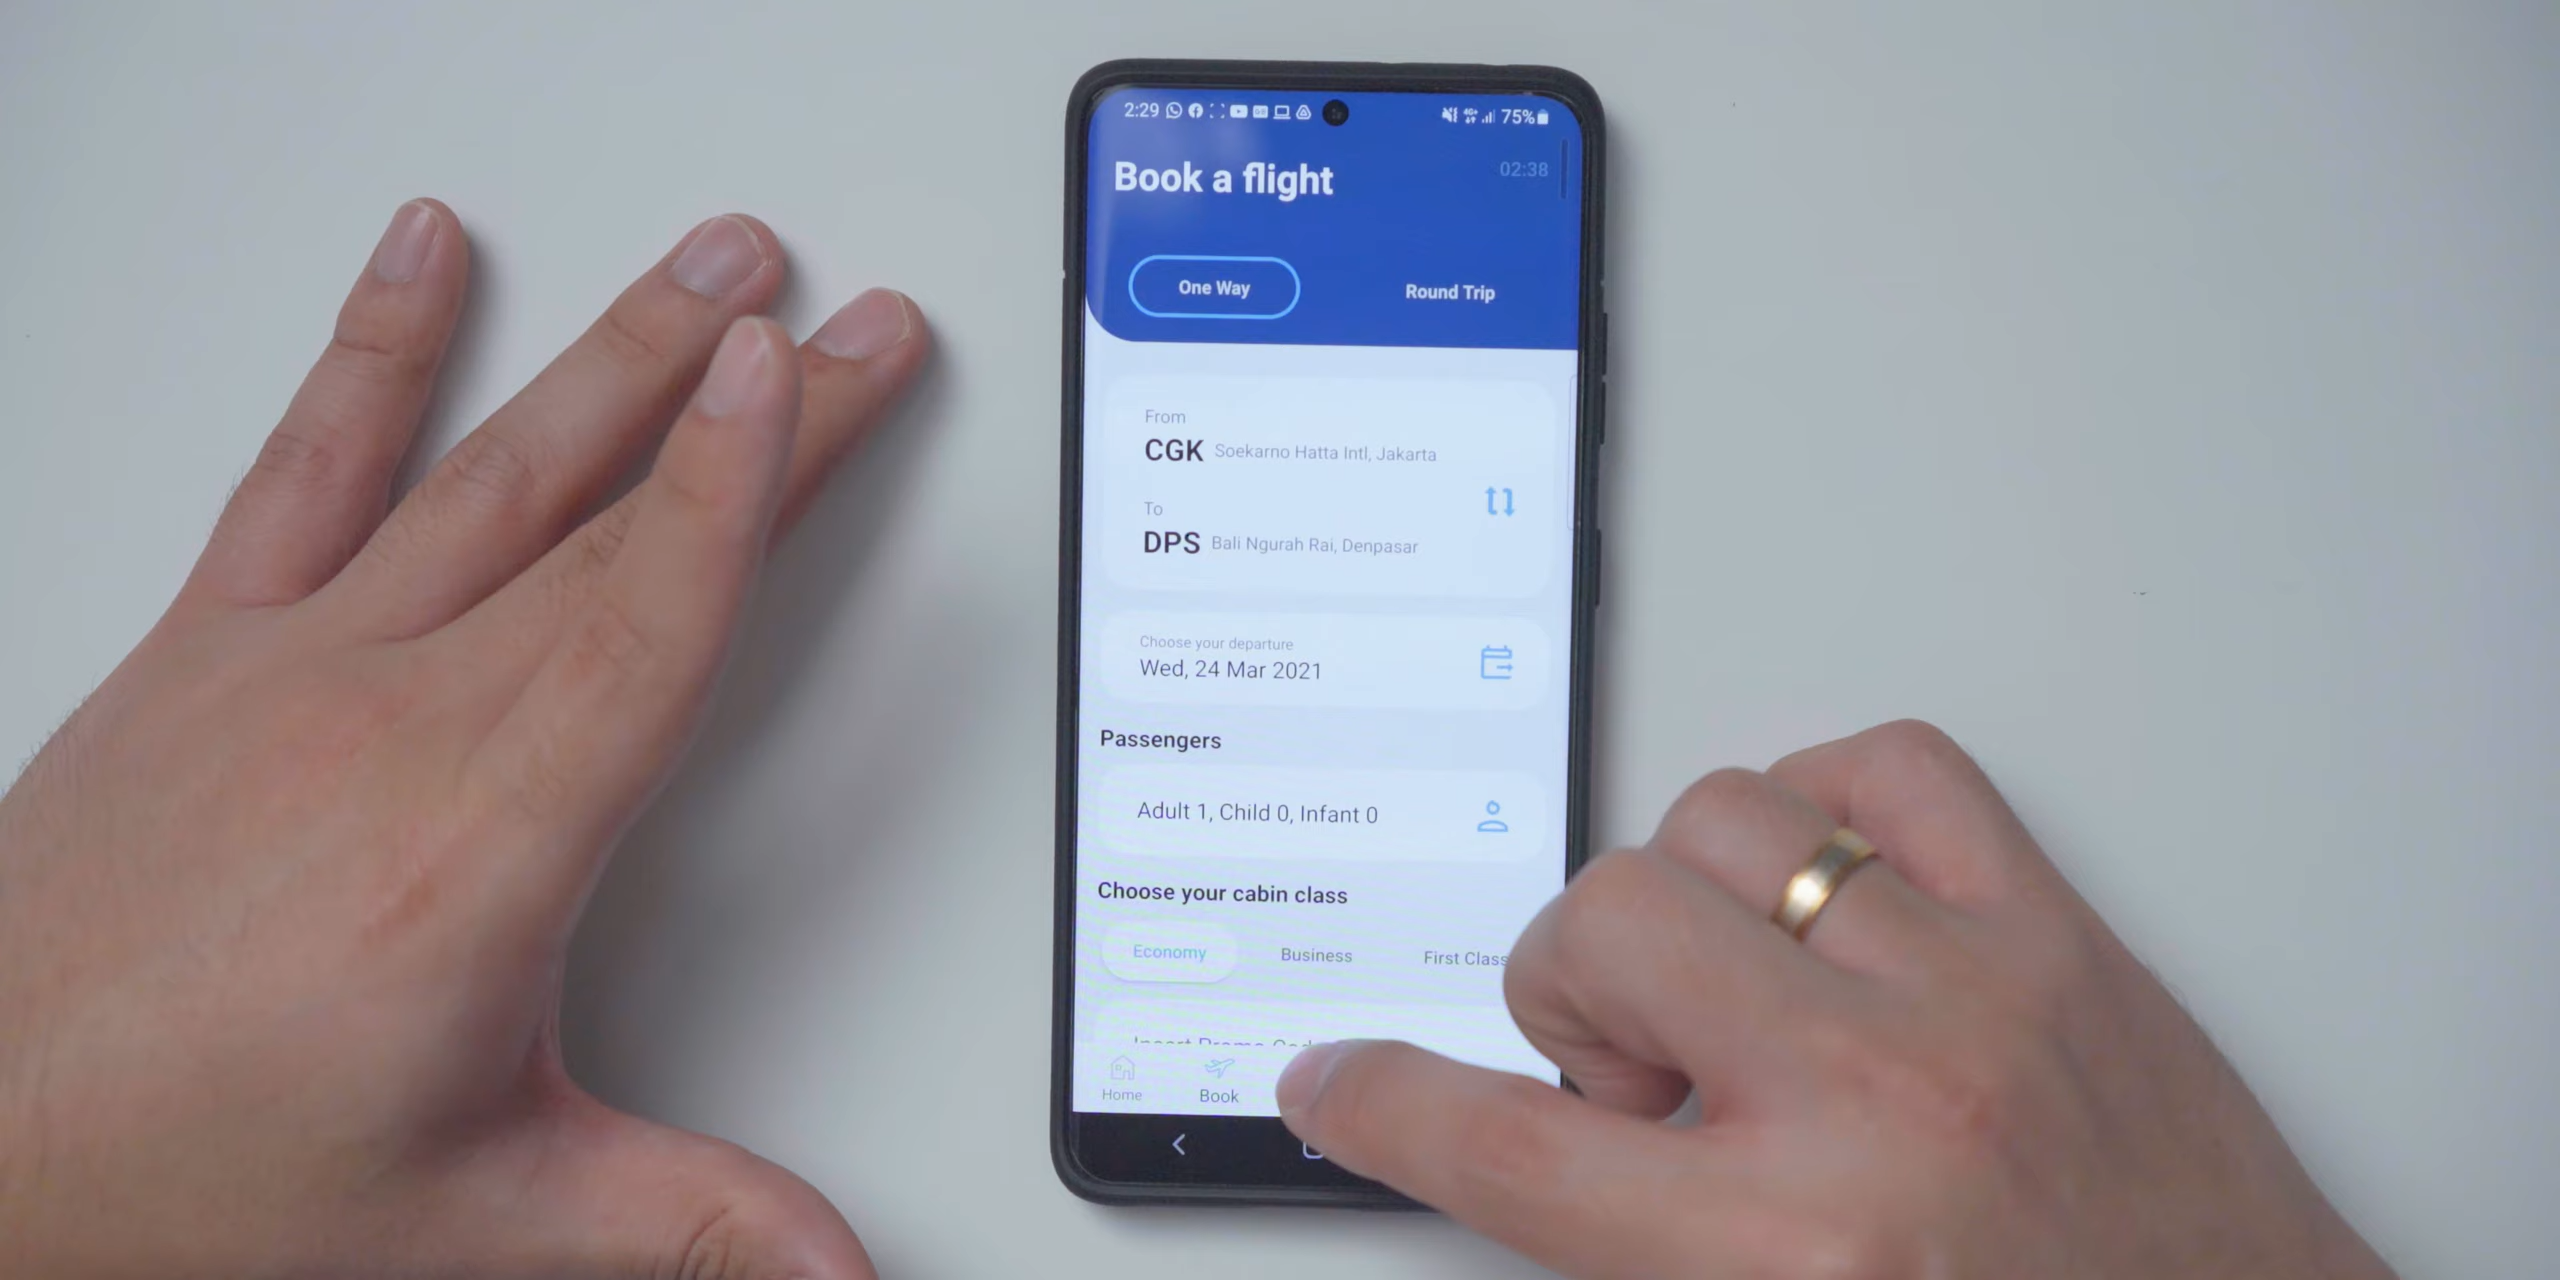 2:29 75%
Book a flight 02:38
One Way Round Trip
From
CGK Soekarno Hatta Intl, Jakarta
To
DPS Bali Ngurah Rai, Denpasar
Choose your departure
Wed, 24 Mar 2021
Passengers
Adult 1, Child 0, Infant 0
Choose your cabin class
Economy Business First Class
Insert Promo
Home Book